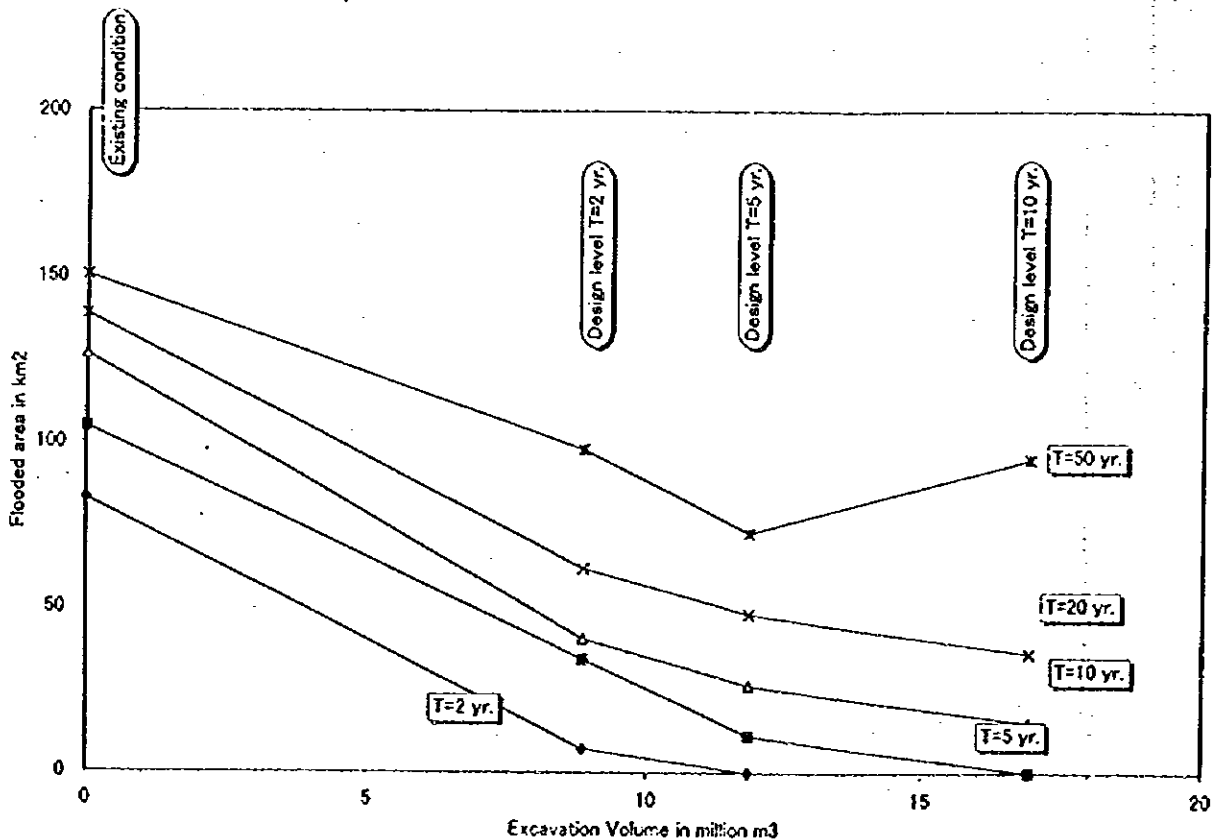 Existing condition
200
150
100
50
0
Flooded area in km2
Design level T=2 yr.
Design level T=5 yr.
Design level T=10 yr.
T=50 yr.
T=20 yr.
T=10 yr.
T=5 yr.
T=2 yr.
0 5 10 15 20
Excavation Volume in million m3